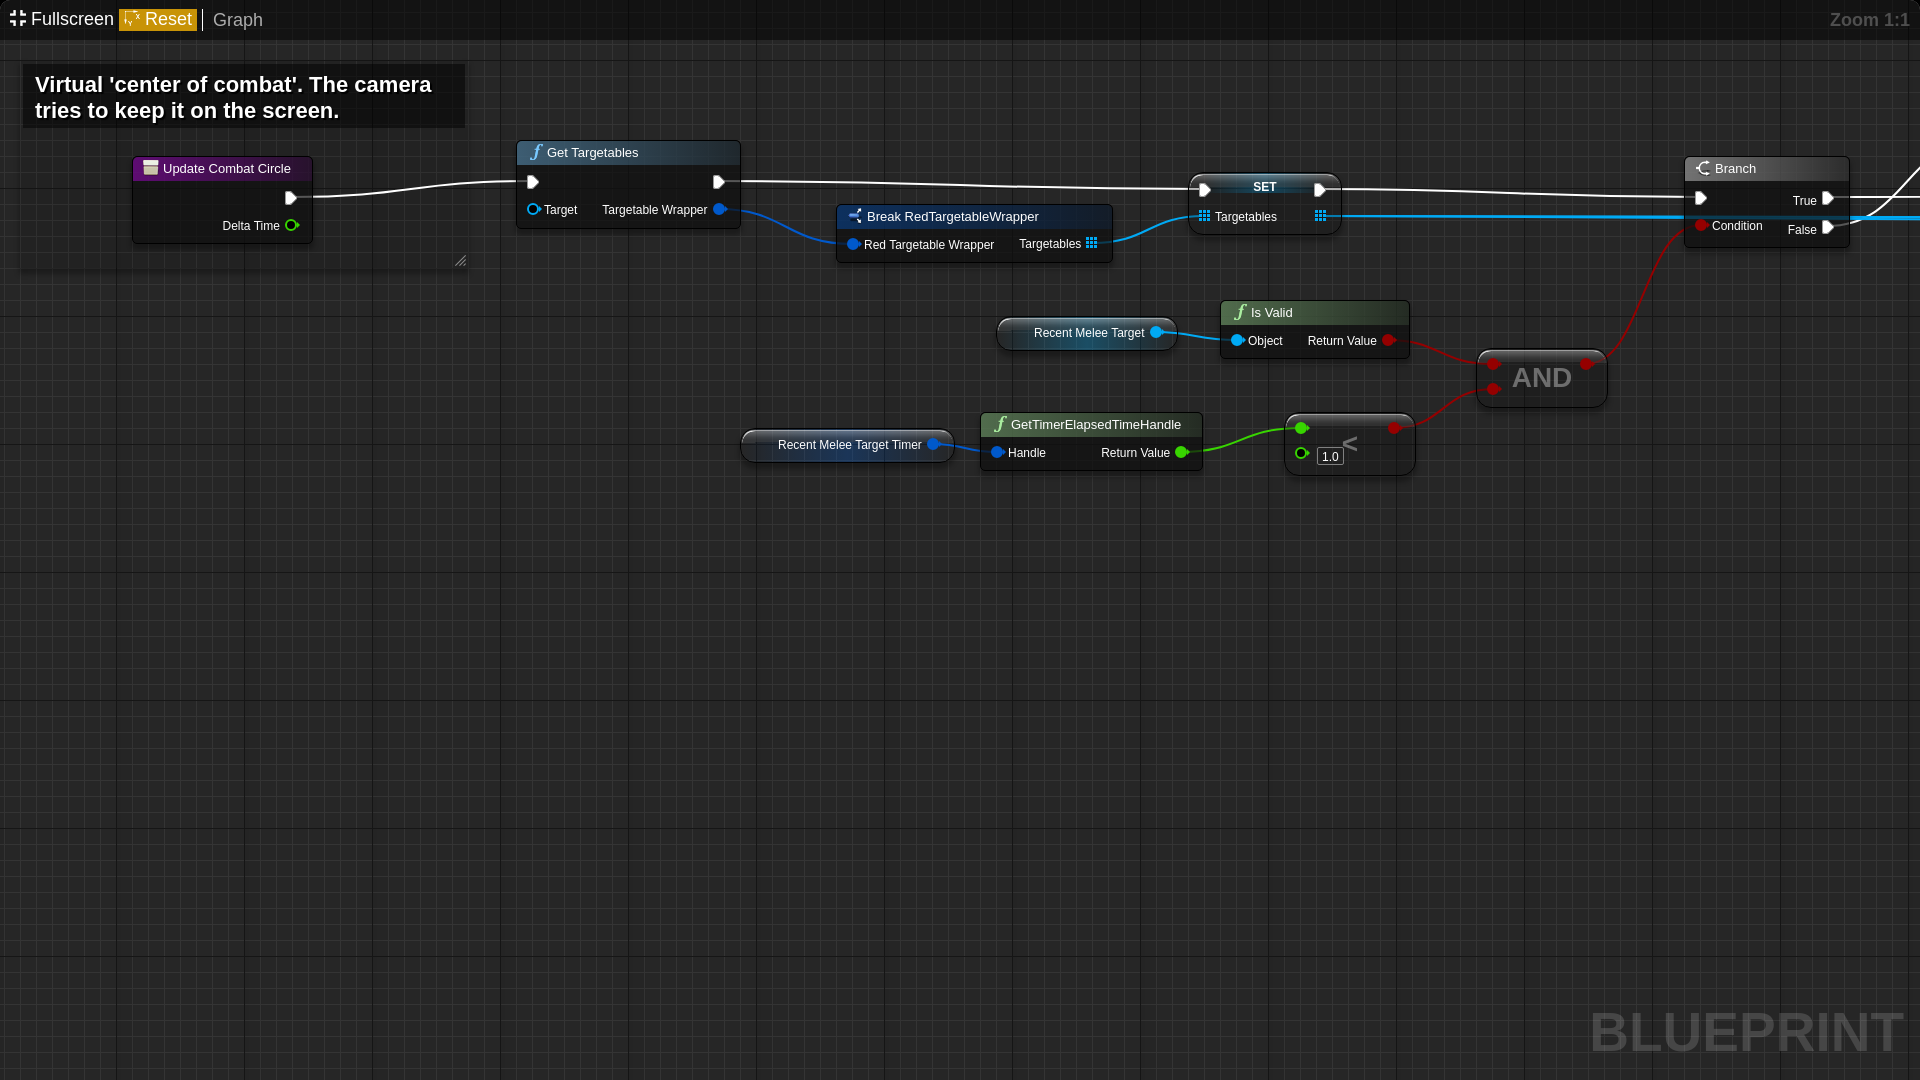 Fullscreen Reset Graph Zoom 1:1
Virtual 'center of combat'. The camera
tries to keep it on the screen.
Update Combat Circle
Delta Time
Get Targetables
Target Targetable Wrapper
Break RedTargetableWrapper
Red Targetable Wrapper Targetables
SET
Targetables
Branch
True
Condition False
Recent Melee Target
Is Valid
Object Return Value
AND
Recent Melee Target Timer
GetTimerElapsedTimeHandle
Handle Return Value
<
1.0
BLUEPRINT